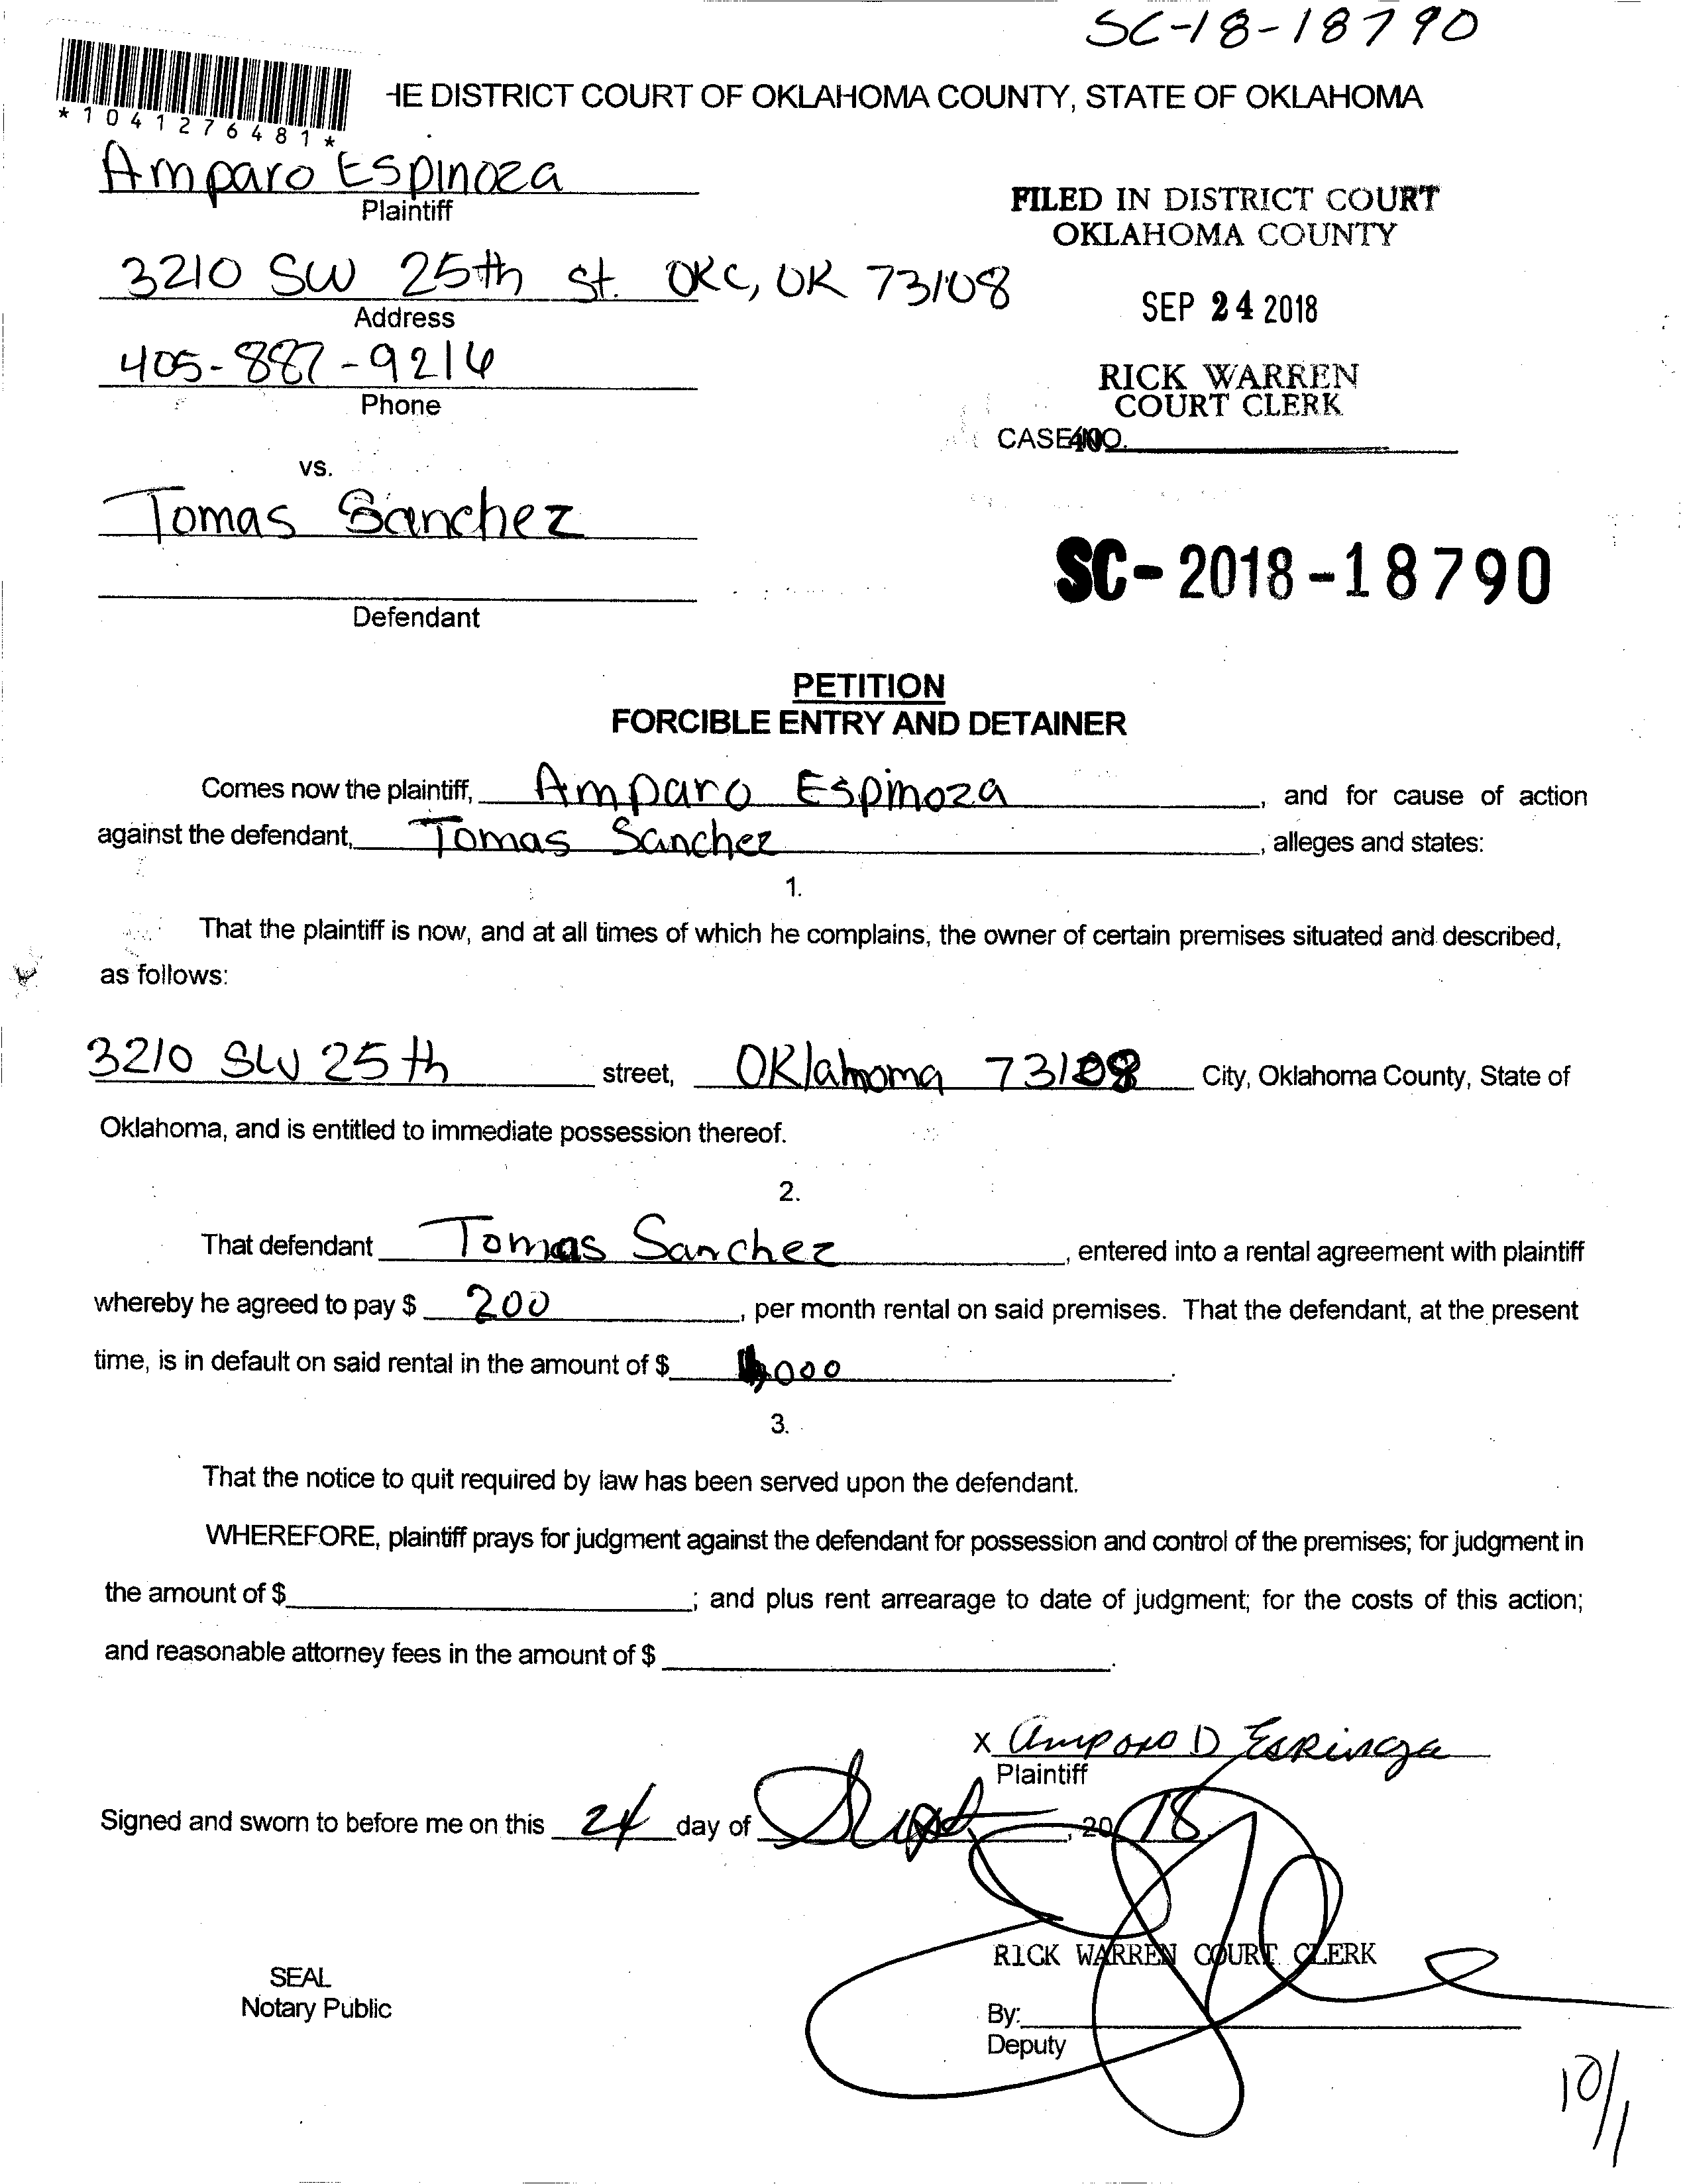 SC-18-18790
*1041276481*
HE DISTRICT COURT OF OKLAHOMA COUNTY, STATE OF OKLAHOMA
Amparo Espinoza
Plaintiff
FILED IN DISTRICT COURT
OKLAHOMA COUNTY
3210 SW 25th St. OKC, OK 73108
Address
SEP 24 2018
405-887-9216
Phone
RICK WARREN
COURT CLERK
CASE NO.
vs.
Tomas Sanchez
SC-2018-18790
Defendant
PETITION
FORCIBLE ENTRY AND DETAINER
Comes now the plaintiff, Amparo Espinoza, and for cause of action
against the defendant, Tomas Sanchez, alleges and states:
1.
That the plaintiff is now, and at all times of which he complains, the owner of certain premises situated and described,
as follows:
3210 SW 25th street, Oklahoma 73108 City, Oklahoma County, State of
Oklahoma, and is entitled to immediate possession thereof.
2.
That defendant Tomas Sanchez, entered into a rental agreement with plaintiff
whereby he agreed to pay $ 200, per month rental on said premises. That the defendant, at the present
time, is in default on said rental in the amount of $ ,000.
3.
That the notice to quit required by law has been served upon the defendant.
WHEREFORE, plaintiff prays for judgment against the defendant for possession and control of the premises; for judgment in
the amount of $ ; and plus rent arrearage to date of judgment; for the costs of this action;
and reasonable attorney fees in the amount of $ .
x Amparo D Espinoza
Plaintiff
Signed and sworn to before me on this 24 day of Sept, 2018.
RICK WARREN COURT CLERK
SEAL
Notary Public
By:
Deputy
10/1